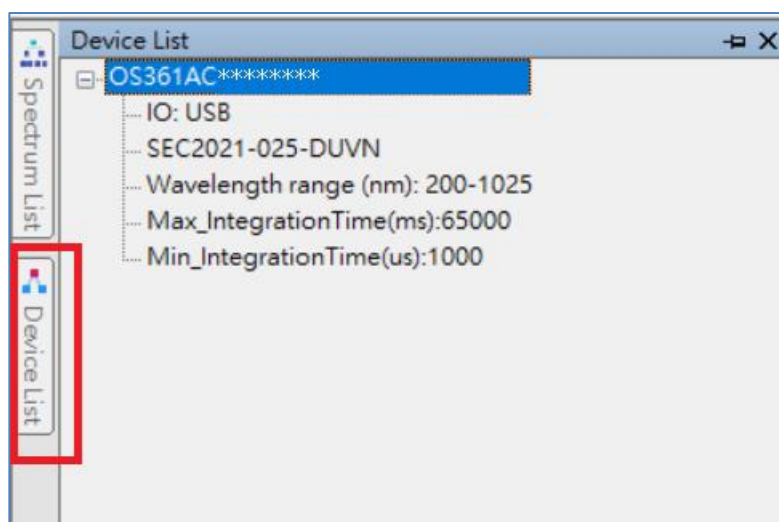 Device List
OS361AC********
IO: USB
SEC2021-025-DUVN
Wavelength range (nm): 200-1025
Max_IntegrationTime(ms):65000
Min_IntegrationTime(us):1000
Spectrum List
Device List